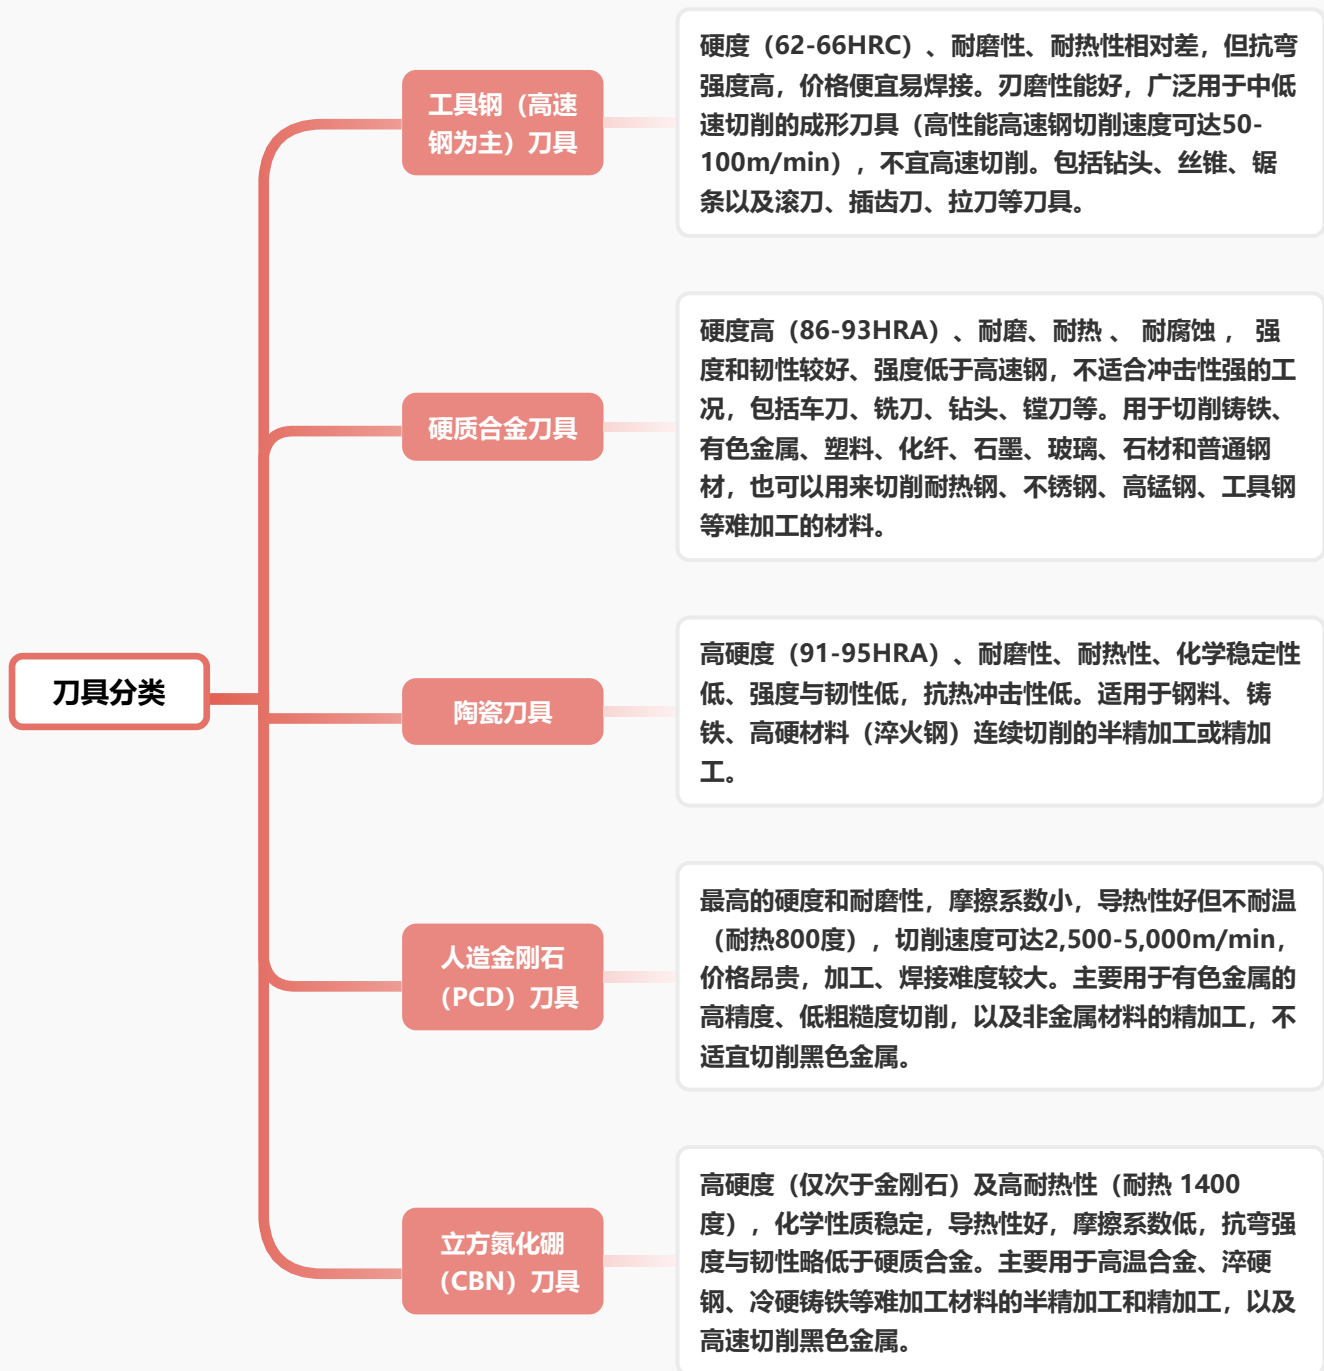 刀具分类
工具钢（高速
钢为主）刀具
硬度（62-66HRC）、耐磨性、耐热性相对差，但抗弯
强度高，价格便宜易焊接。刃磨性能好，广泛用于中低
速切削的成形刀具（高性能高速钢切削速度可达50-
100m/min），不宜高速切削。包括钻头、丝锥、锯
条以及滚刀、插齿刀、拉刀等刀具。
硬质合金刀具
硬度高（86-93HRA）、耐磨、耐热 、 耐腐蚀 ， 强
度和韧性较好、强度低于高速钢，不适合冲击性强的工
况，包括车刀、铣刀、钻头、镗刀等。用于切削铸铁、
有色金属、塑料、化纤、石墨、玻璃、石材和普通钢
材，也可以用来切削耐热钢、不锈钢、高锰钢、工具钢
等难加工的材料。
陶瓷刀具
高硬度（91-95HRA）、耐磨性、耐热性、化学稳定性
低、强度与韧性低，抗热冲击性低。适用于钢料、铸
铁、高硬材料（淬火钢）连续切削的半精加工或精加
工。
人造金刚石
（PCD）刀具
最高的硬度和耐磨性，摩擦系数小，导热性好但不耐温
（耐热800度），切削速度可达2,500-5,000m/min，
价格昂贵，加工、焊接难度较大。主要用于有色金属的
高精度、低粗糙度切削，以及非金属材料的精加工，不
适宜切削黑色金属。
立方氮化硼
（CBN）刀具
高硬度（仅次于金刚石）及高耐热性（耐热 1400
度），化学性质稳定，导热性好，摩擦系数低，抗弯强
度与韧性略低于硬质合金。主要用于高温合金、淬硬
钢、冷硬铸铁等难加工材料的半精加工和精加工，以及
高速切削黑色金属。